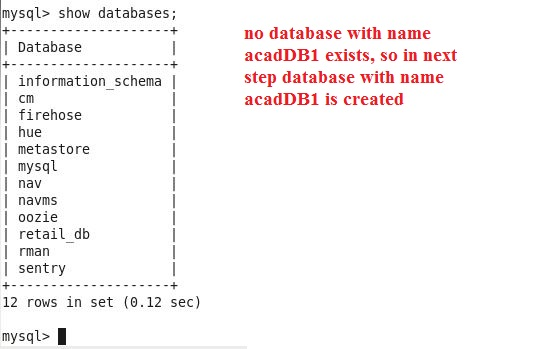 mysql> show databases;
+--------------------+
| Database           |
+--------------------+
| information_schema |
| cm                 |
| firehose           |
| hue                |
| metastore          |
| mysql              |
| nav                |
| navms              |
| oozie              |
| retail_db          |
| rman               |
| sentry             |
+--------------------+
12 rows in set (0.12 sec)
mysql>
no database with name
acadDB1 exists, so in next
step database with name
acadDB1 is created